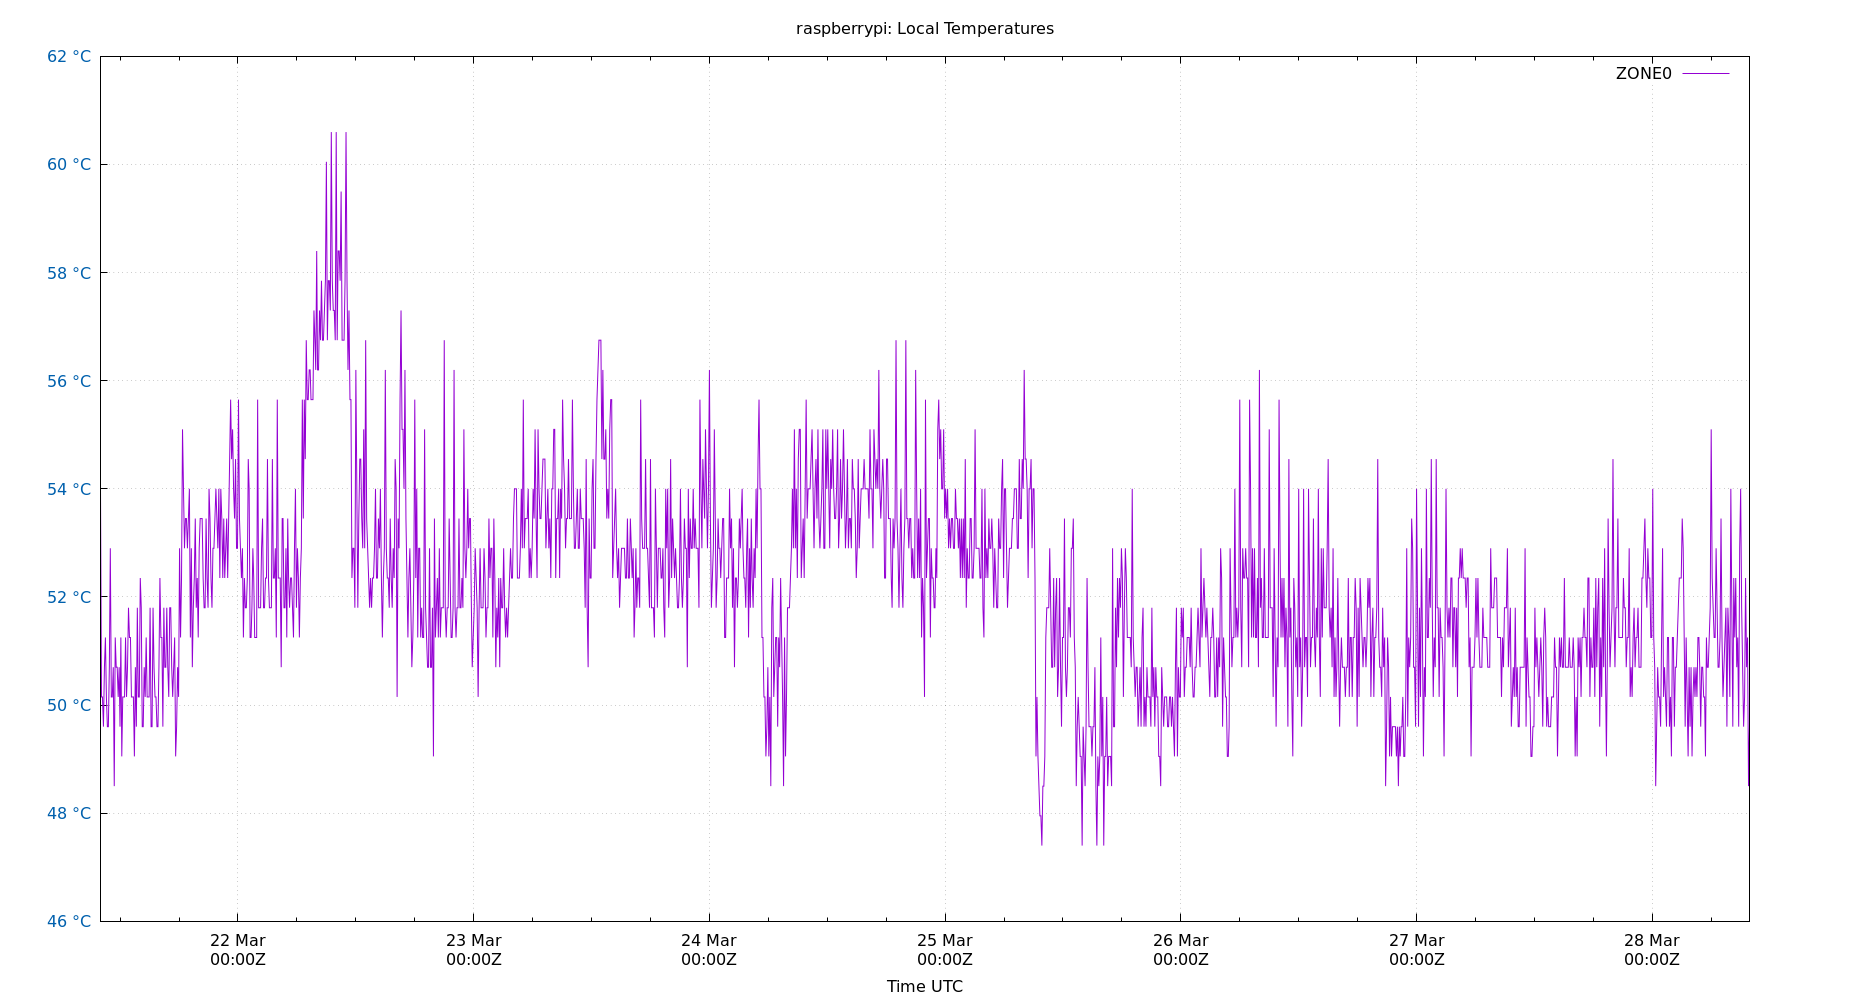 raspberrypi: Local Temperatures
62 °C
ZONE0
60 °C
58 °C
56 °C
54 °C
52 °C
50 °C
48 °C
46 °C
22 Mar 23 Mar 24 Mar 25 Mar 26 Mar 27 Mar 28 Mar
00:00Z 00:00Z 00:00Z 00:00Z 00:00Z 00:00Z 00:00Z
Time UTC